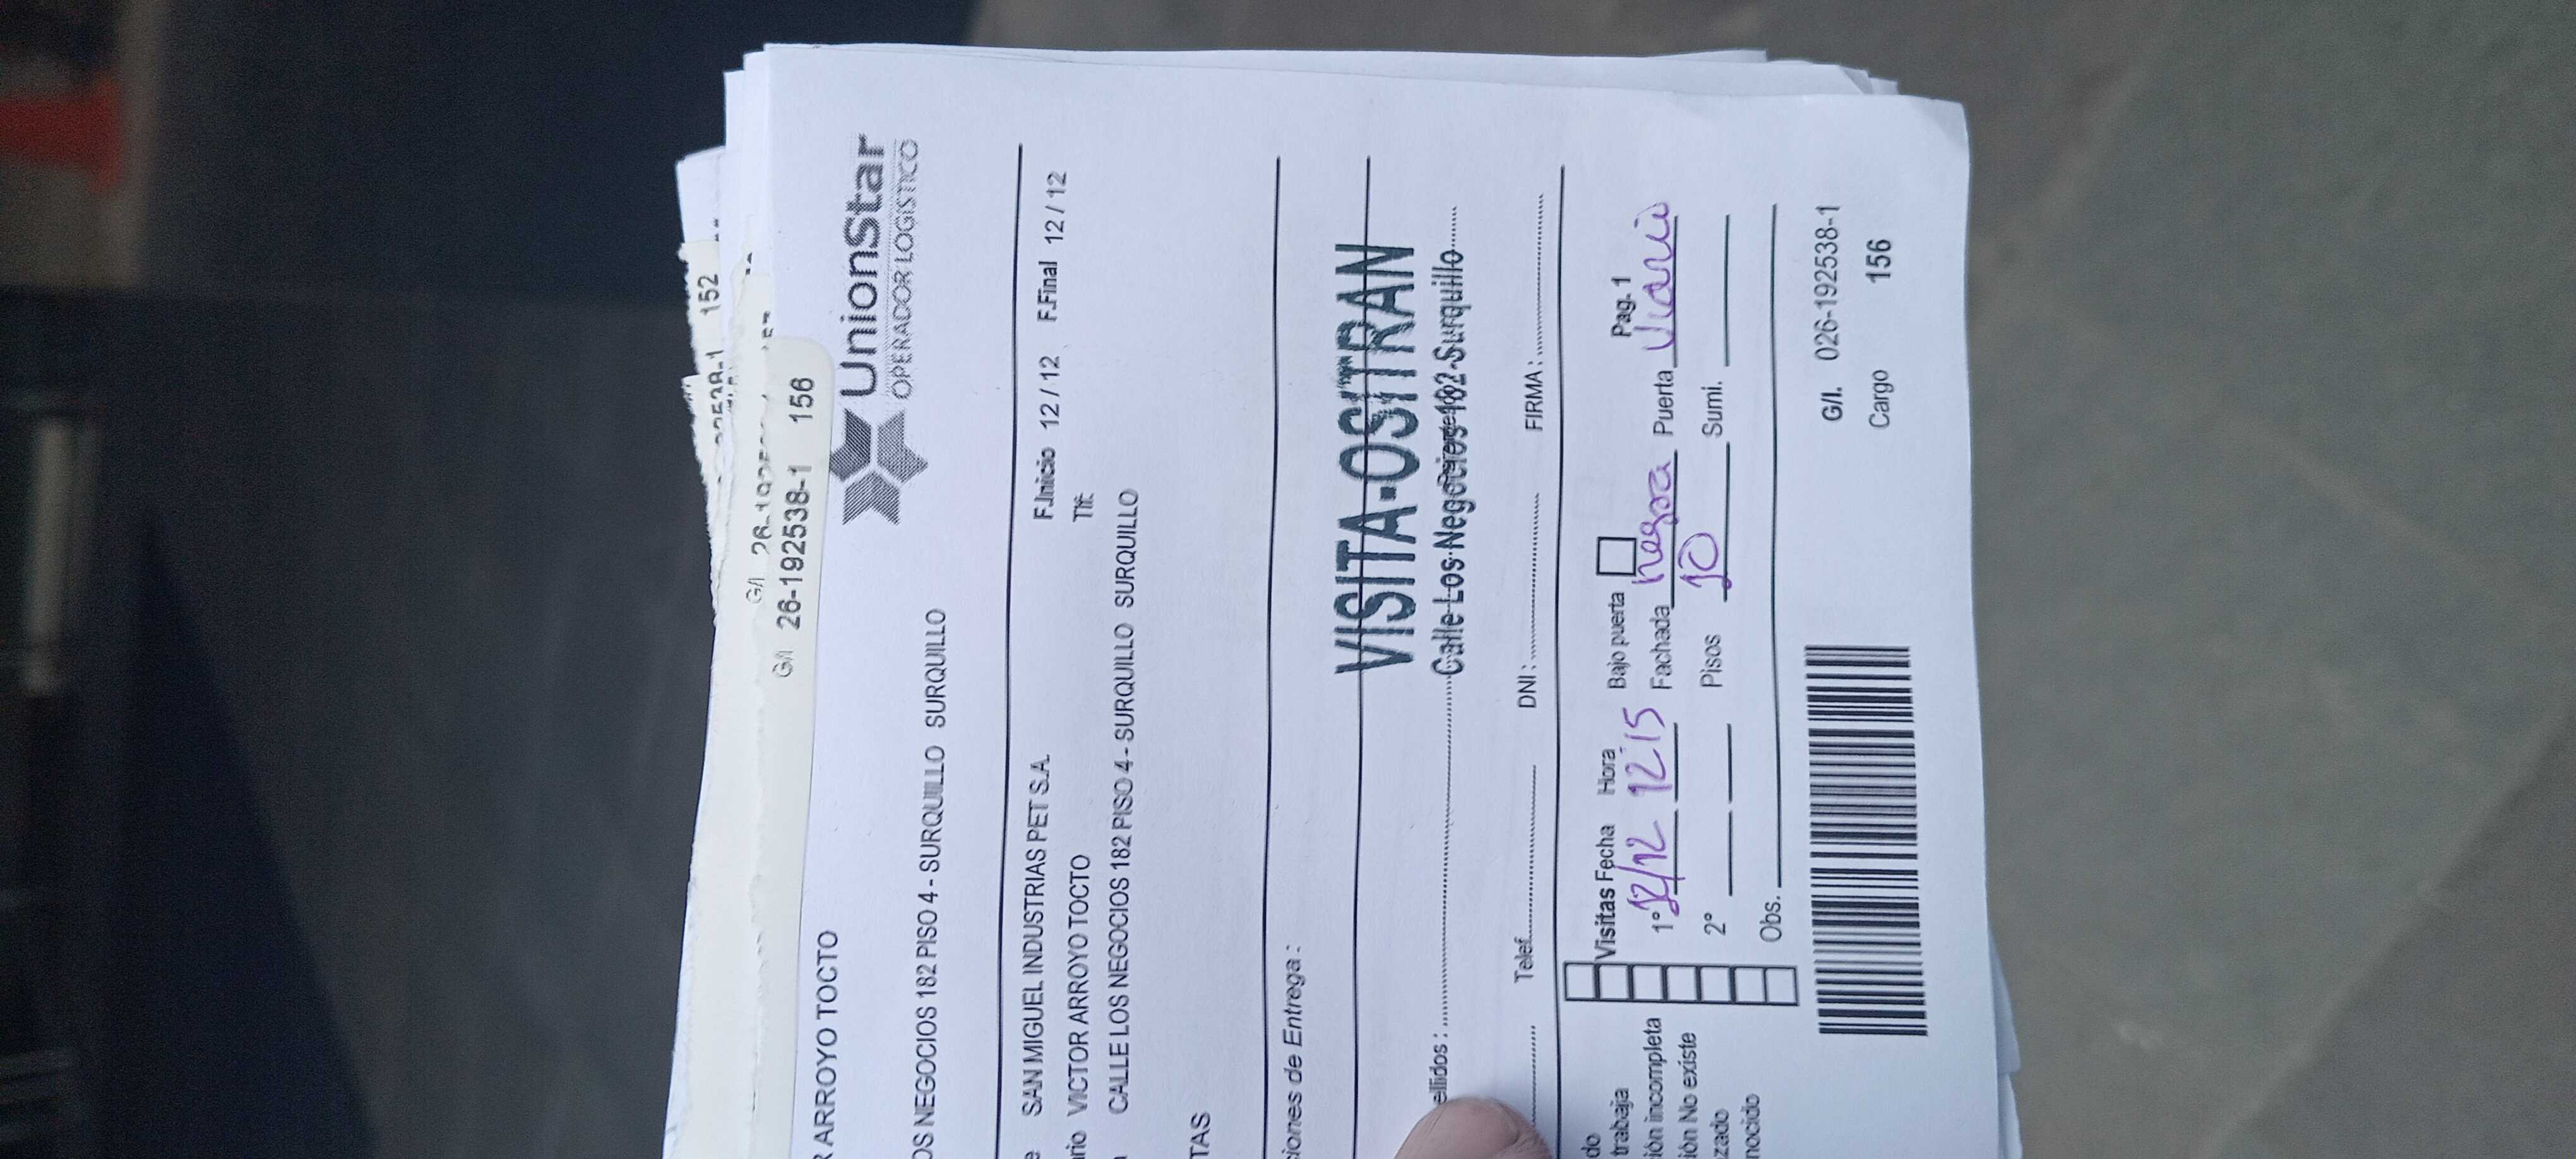 152
G/I
G/I 26-192538-1 156
UnionStar
OPERADOR LOGISTICO
ARROYO TOCTO
OS NEGOCIOS 182 PISO 4 - SURQUILLO SURQUILLO
SAN MIGUEL INDUSTRIAS PET S.A. F.Inicio 12 / 12 F.Final 12 / 12
VICTOR ARROYO TOCTO Tlf:
CALLE LOS NEGOCIOS 182 PISO 4 - SURQUILLO SURQUILLO
TAS
ciones de Entrega :
VISITA-OSITRAN
Calle Los Negocios 182-Surquillo
ellidos :
Telef. DNI : FIRMA :
Pag. 1
Visitas Fecha Hora Bajo puerta
1° 12/12 12:15 Fachada negra Puerta Vidrio
2° Pisos 10 Sumi.
Obs.
do
trabaja
ión incompleta
ión No existe
zado
nocido
G/I. 026-192538-1
Cargo 156